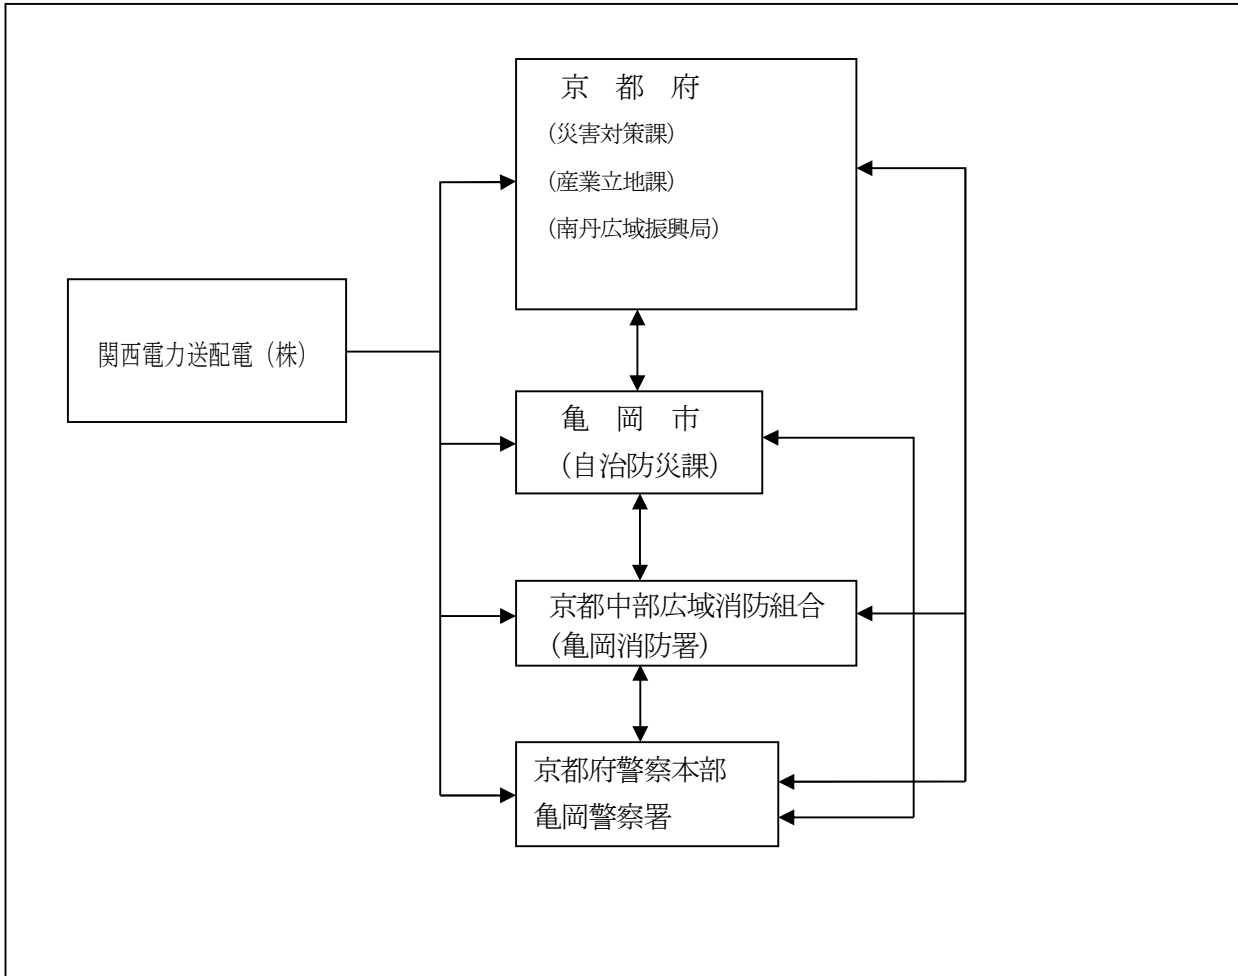 京　都　府
（災害対策課）
（産業立地課）
（南丹広域振興局）
関西電力送配電（株）
亀　岡　市
（自治防災課）
京都中部広域消防組合
（亀岡消防署）
京都府警察本部
亀岡警察署